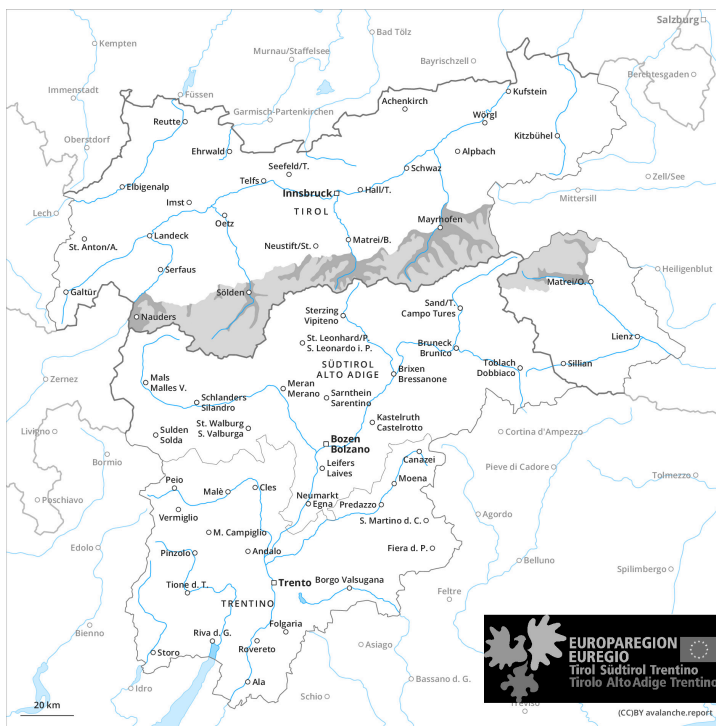 Salzburg
Kempten
Bad Tölz
Murnau/Staffelsee
Bayrischzell
Berchtesgaden
Immenstadt
Füssen
Achenkirch
Kufstein
Garmisch-Partenkirchen
Reutte
Wörgl
Oberstdorf
Kitzbühel
Ehrwald
Alpbach
Seefeld/T.
Schwaz
Zell/See
Telfs
Elbigenalp
Innsbruck
Hall/T.
Mittersill
Imst
TIROL
Lech
Oetz
Mayrhofen
St. Anton/A.
Landeck
Neustift/St.
Matrei/B.
Serfaus
Heiligenblut
Galtür
Sölden
Matrei/O.
Nauders
Sterzing
Vipiteno
Sand/T.
Campo Tures
St. Leonhard/P.
S. Leonardo i. P.
Lienz
Bruneck
Brunico
Zernez
SÜDTIROL
ALTO ADIGE
Brixen
Bressanone
Toblach
Dobbiaco
Sillian
Mals
Malles V.
Meran
Merano
Schlanders
Silandro
Sarnthein
Sarentino
Kastelruth
Castelrotto
Livigno
St. Walburg
S. Valburga
Sulden
Solda
Cortina d'Ampezzo
Bozen
Bolzano
Bormio
Canazei
Leifers
Laives
Pieve di Cadore
Tolmezzo
Peio
Malè
Cles
Moena
Poschiavo
Neumarkt
Egna
Predazzo
Vermiglio
Agordo
S. Martino d. C.
M. Campiglio
Edolo
Pinzolo
Andalo
Fiera d. P.
Belluno
Spilimbergo
Tione d. T.
Trento
Borgo Valsugana
Feltre
TRENTINO
Bienno
Folgaria
Riva d. G.
Rovereto
Asiago
Storo
Ala
Idro
Schio
Bassano d. G.
EUROPAREGION
EUREGIO
Tirol Südtirol Trentino
Tirolo Alto Adige Trentino
Treviso
20 km
(CC)BY avalanche.report